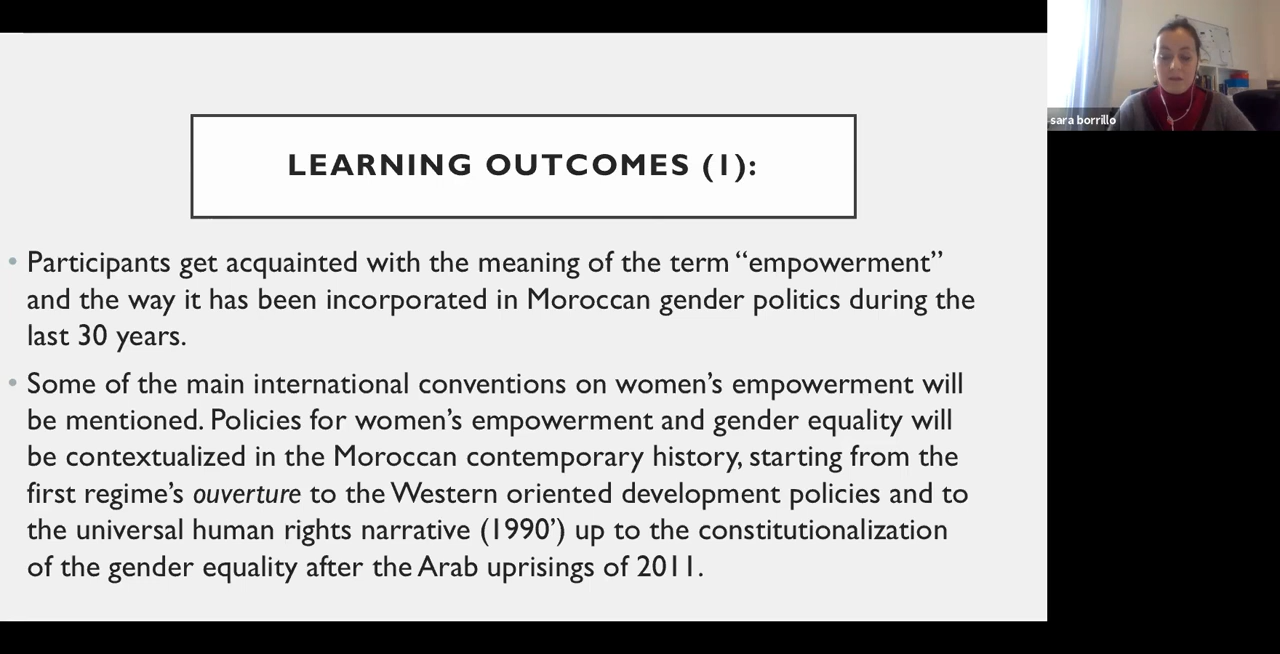 LEARNING OUTCOMES (1):
• Participants get acquainted with the meaning of the term “empowerment”
and the way it has been incorporated in Moroccan gender politics during the
last 30 years.
• Some of the main international conventions on women’s empowerment will
be mentioned. Policies for women’s empowerment and gender equality will
be contextualized in the Moroccan contemporary history, starting from the
first regime’s ouverture to the Western oriented development policies and to
the universal human rights narrative (1990’) up to the constitutionalization
of the gender equality after the Arab uprisings of 2011.
sara borrillo